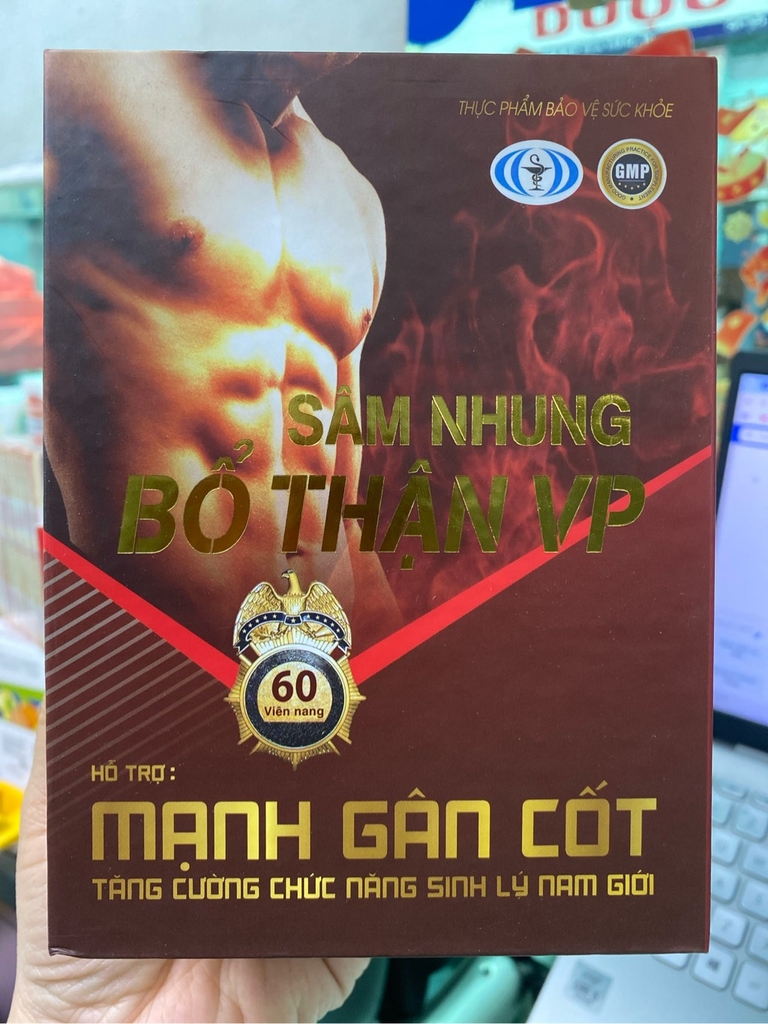 DƯỢC
THỰC PHẨM BẢO VỆ SỨC KHỎE
GMP
SÂM NHUNG
BỔ THẬN VP
60
Viên nang
HỖ TRỢ:
MẠNH GÂN CỐT
TĂNG CƯỜNG CHỨC NĂNG SINH LÝ NAM GIỚI